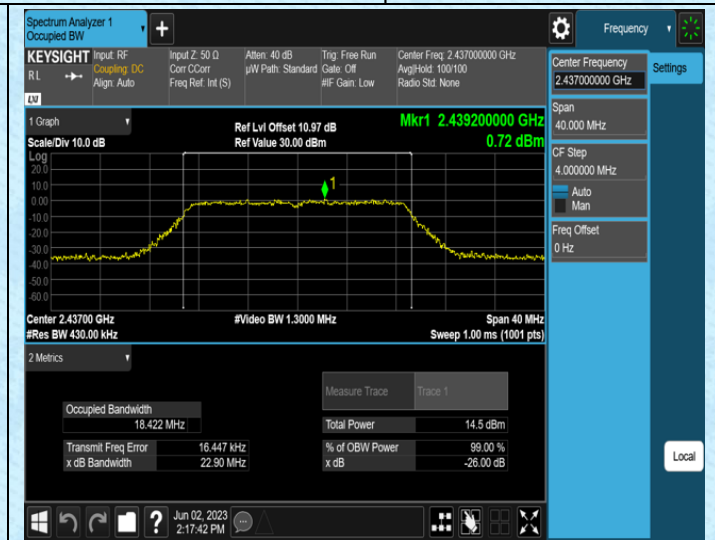 Spectrum Analyzer 1
Occupied BW
+
Frequency
KEYSIGHT
R L
LXI
Input: RF
Coupling: DC
Align: Auto
Input Z: 50 Ω
Corr CCorr
Freq Ref: Int (S)
Atten: 40 dB
µW Path: Standard
Trig: Free Run
Gate: Off
#IF Gain: Low
Center Freq: 2.437000000 GHz
Avg|Hold: 100/100
Radio Std: None
Center Frequency
2.437000000 GHz
Settings
Span
40.000 MHz
CF Step
4.000000 MHz
Auto
Man
Freq Offset
0 Hz
Local
1 Graph
Scale/Div 10.0 dB
Ref Lvl Offset 10.97 dB
Ref Value 30.00 dBm
Mkr1 2.439200000 GHz
0.72 dBm
Log
20.0
10.0
0.00
-10.0
-20.0
-30.0
-40.0
-50.0
-60.0
1
Center 2.43700 GHz
#Res BW 430.00 kHz
#Video BW 1.3000 MHz
Span 40 MHz
Sweep 1.00 ms (1001 pts)
2 Metrics
Measure Trace Trace 1
Occupied Bandwidth
18.422 MHz
Total Power 14.5 dBm
Transmit Freq Error 16.447 kHz
% of OBW Power 99.00 %
x dB Bandwidth 22.90 MHz
x dB -26.00 dB
?
Jun 02, 2023
2:17:42 PM